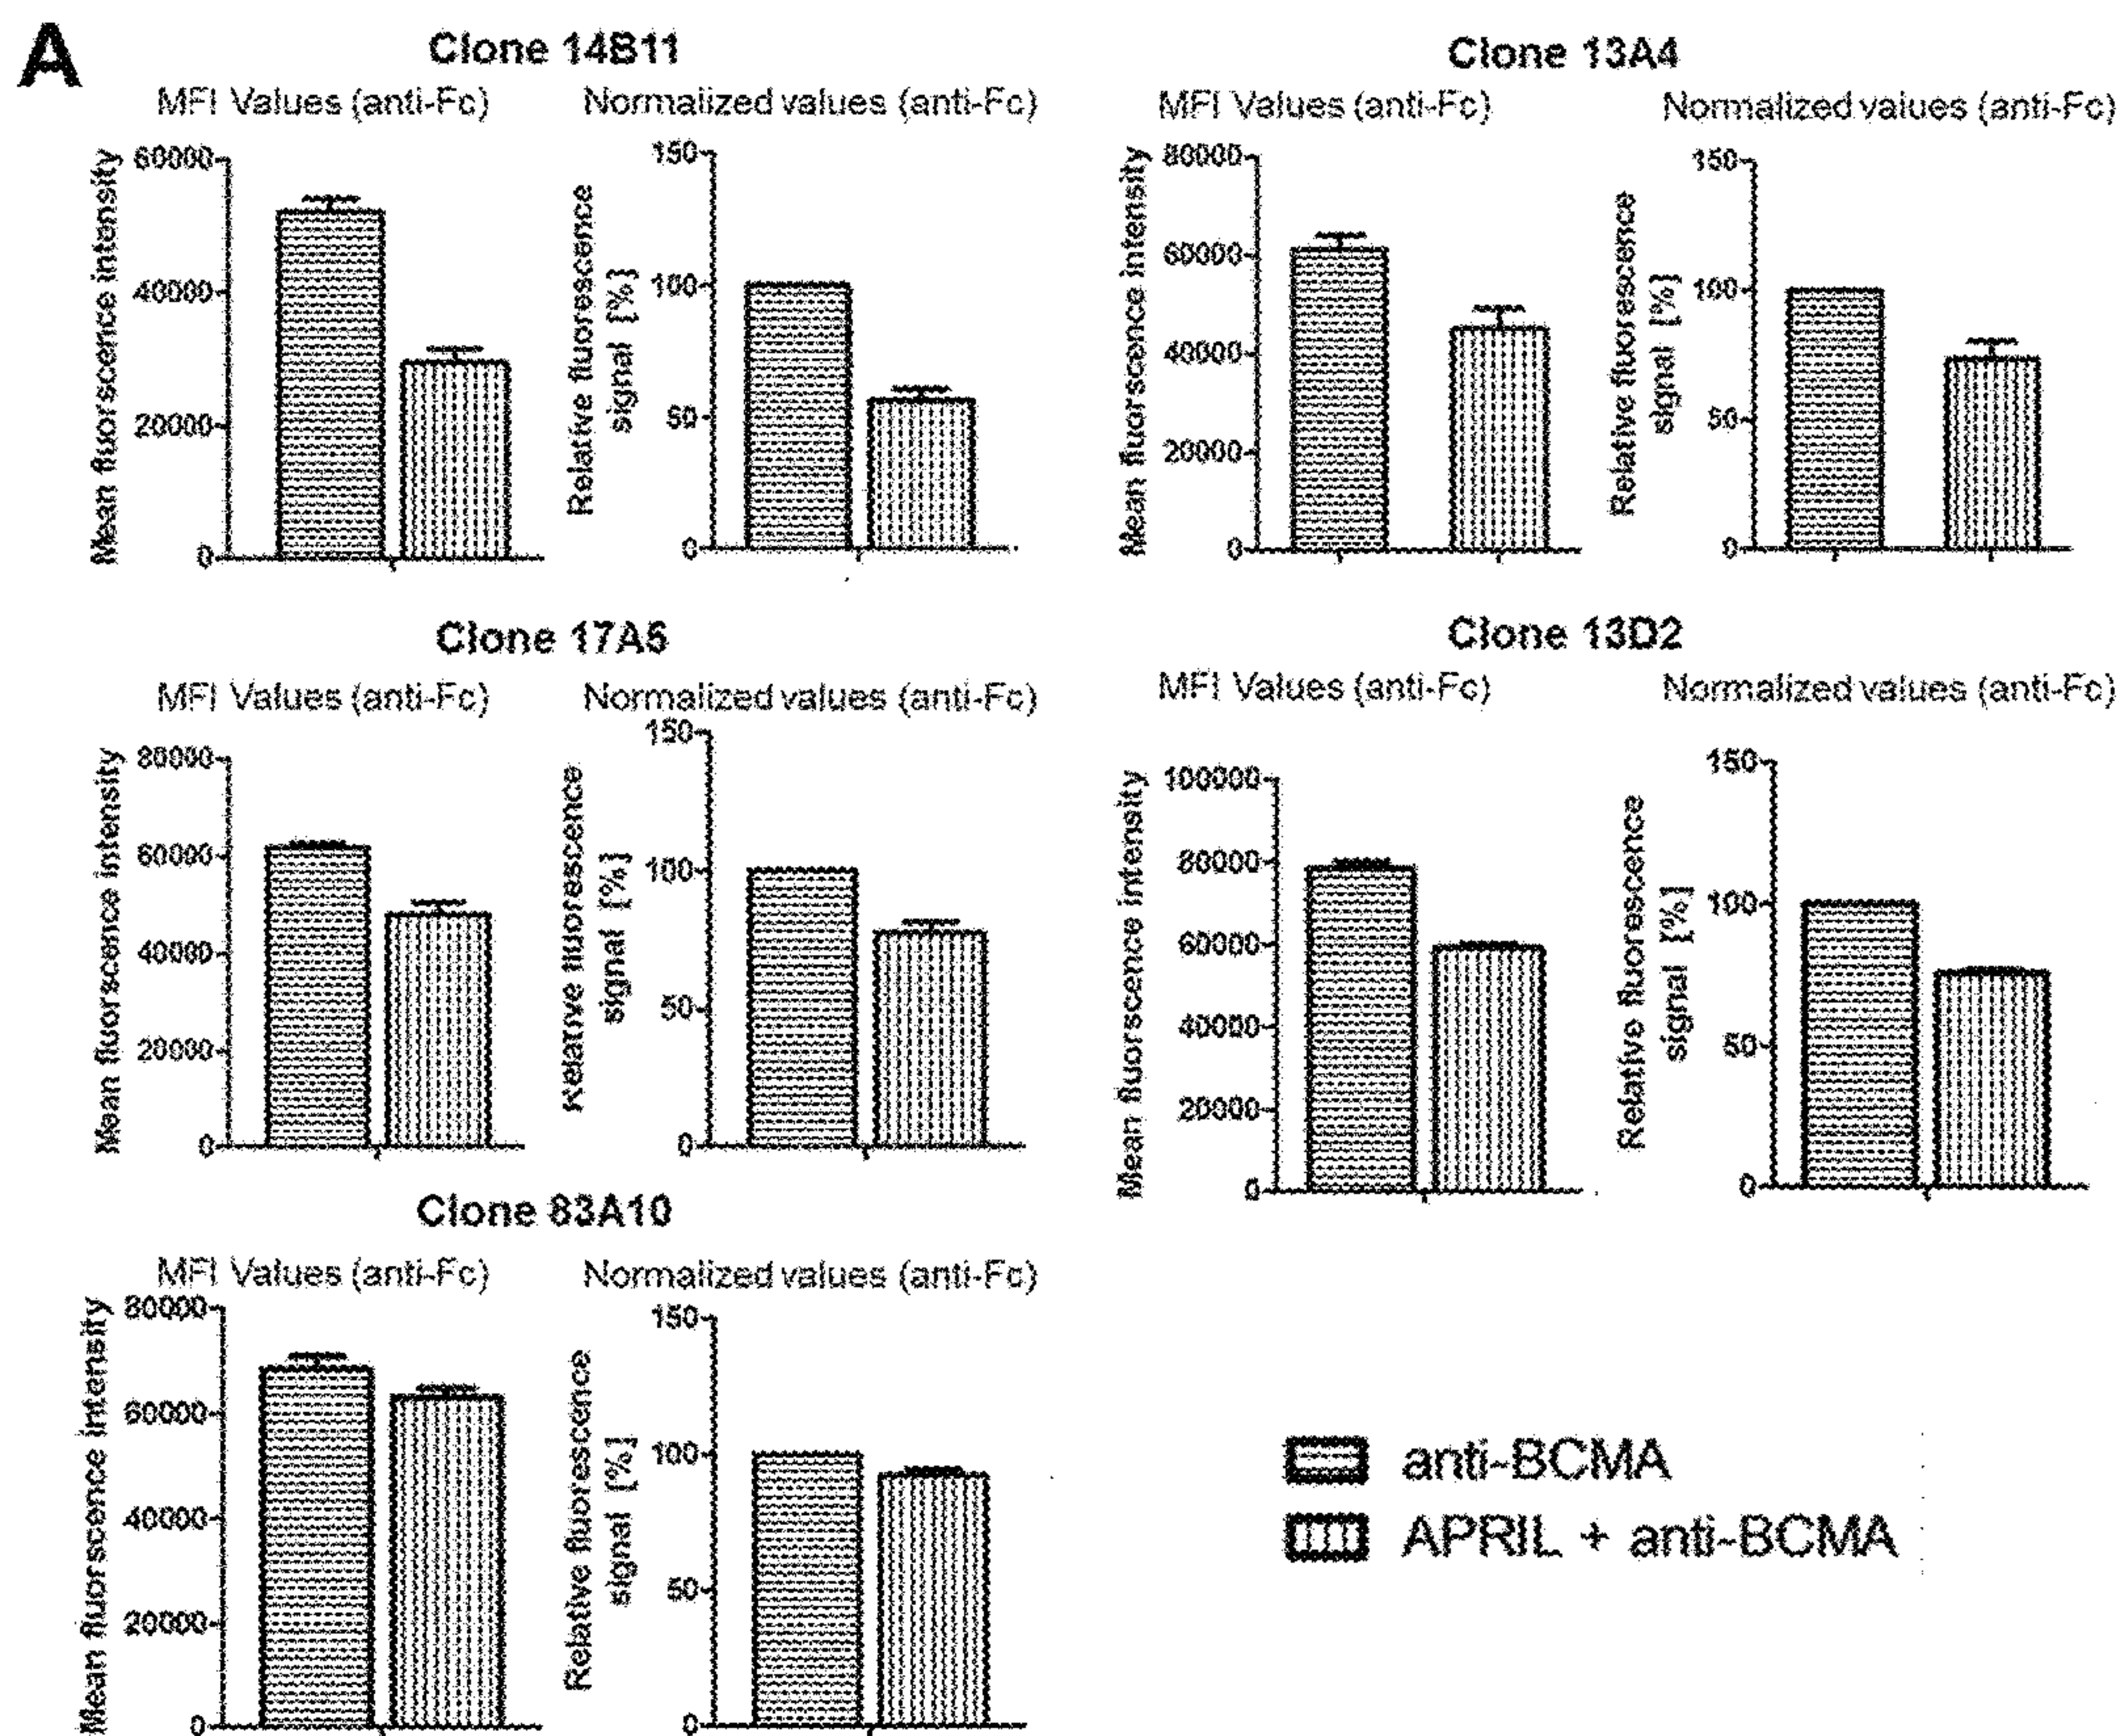 A
Clone 14B11
MFI Values (anti-Fc)
Mean fluorscence intensity
60000
40000
20000
0
Normalized values (anti-Fc)
Relative fluorescence
signal [%]
150
100
50
0
Clone 13A4
MFI Values (anti-Fc)
Mean fluorscence intensity
80000
60000
40000
20000
0
Normalized values (anti-Fc)
Relative fluorescence
signal [%]
150
100
50
0
Clone 17A5
MFI Values (anti-Fc)
Mean fluorscence intensity
80000
60000
40000
20000
0
Normalized values (anti-Fc)
Relative fluorescence
signal [%]
150
100
50
0
Clone 13D2
MFI Values (anti-Fc)
Mean fluorscence intensity
100000
80000
60000
40000
20000
0
Normalized values (anti-Fc)
Relative fluorescence
signal [%]
150
100
50
0
Clone 83A10
MFI Values (anti-Fc)
Mean fluorscence intensity
80000
60000
40000
20000
0
Normalized values (anti-Fc)
Relative fluorescence
signal [%]
150
100
50
0
anti-BCMA
APRIL + anti-BCMA